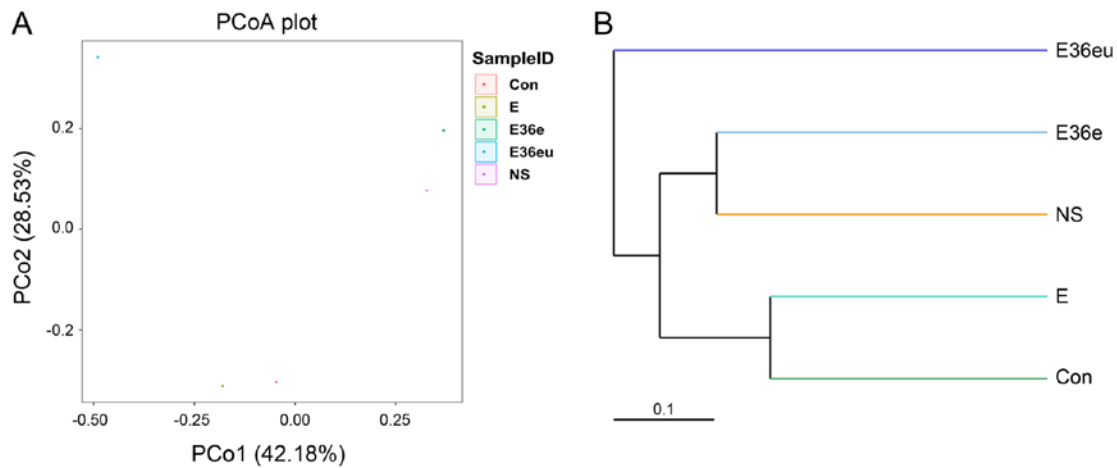 A
PCoA plot
PCo2 (28.53%)
0.2
0.0
-0.2
-0.50
-0.25
0.00
0.25
PCo1 (42.18%)
SampleID
Con
E
E36e
E36eu
NS
B
E36eu
E36e
NS
E
Con
0.1